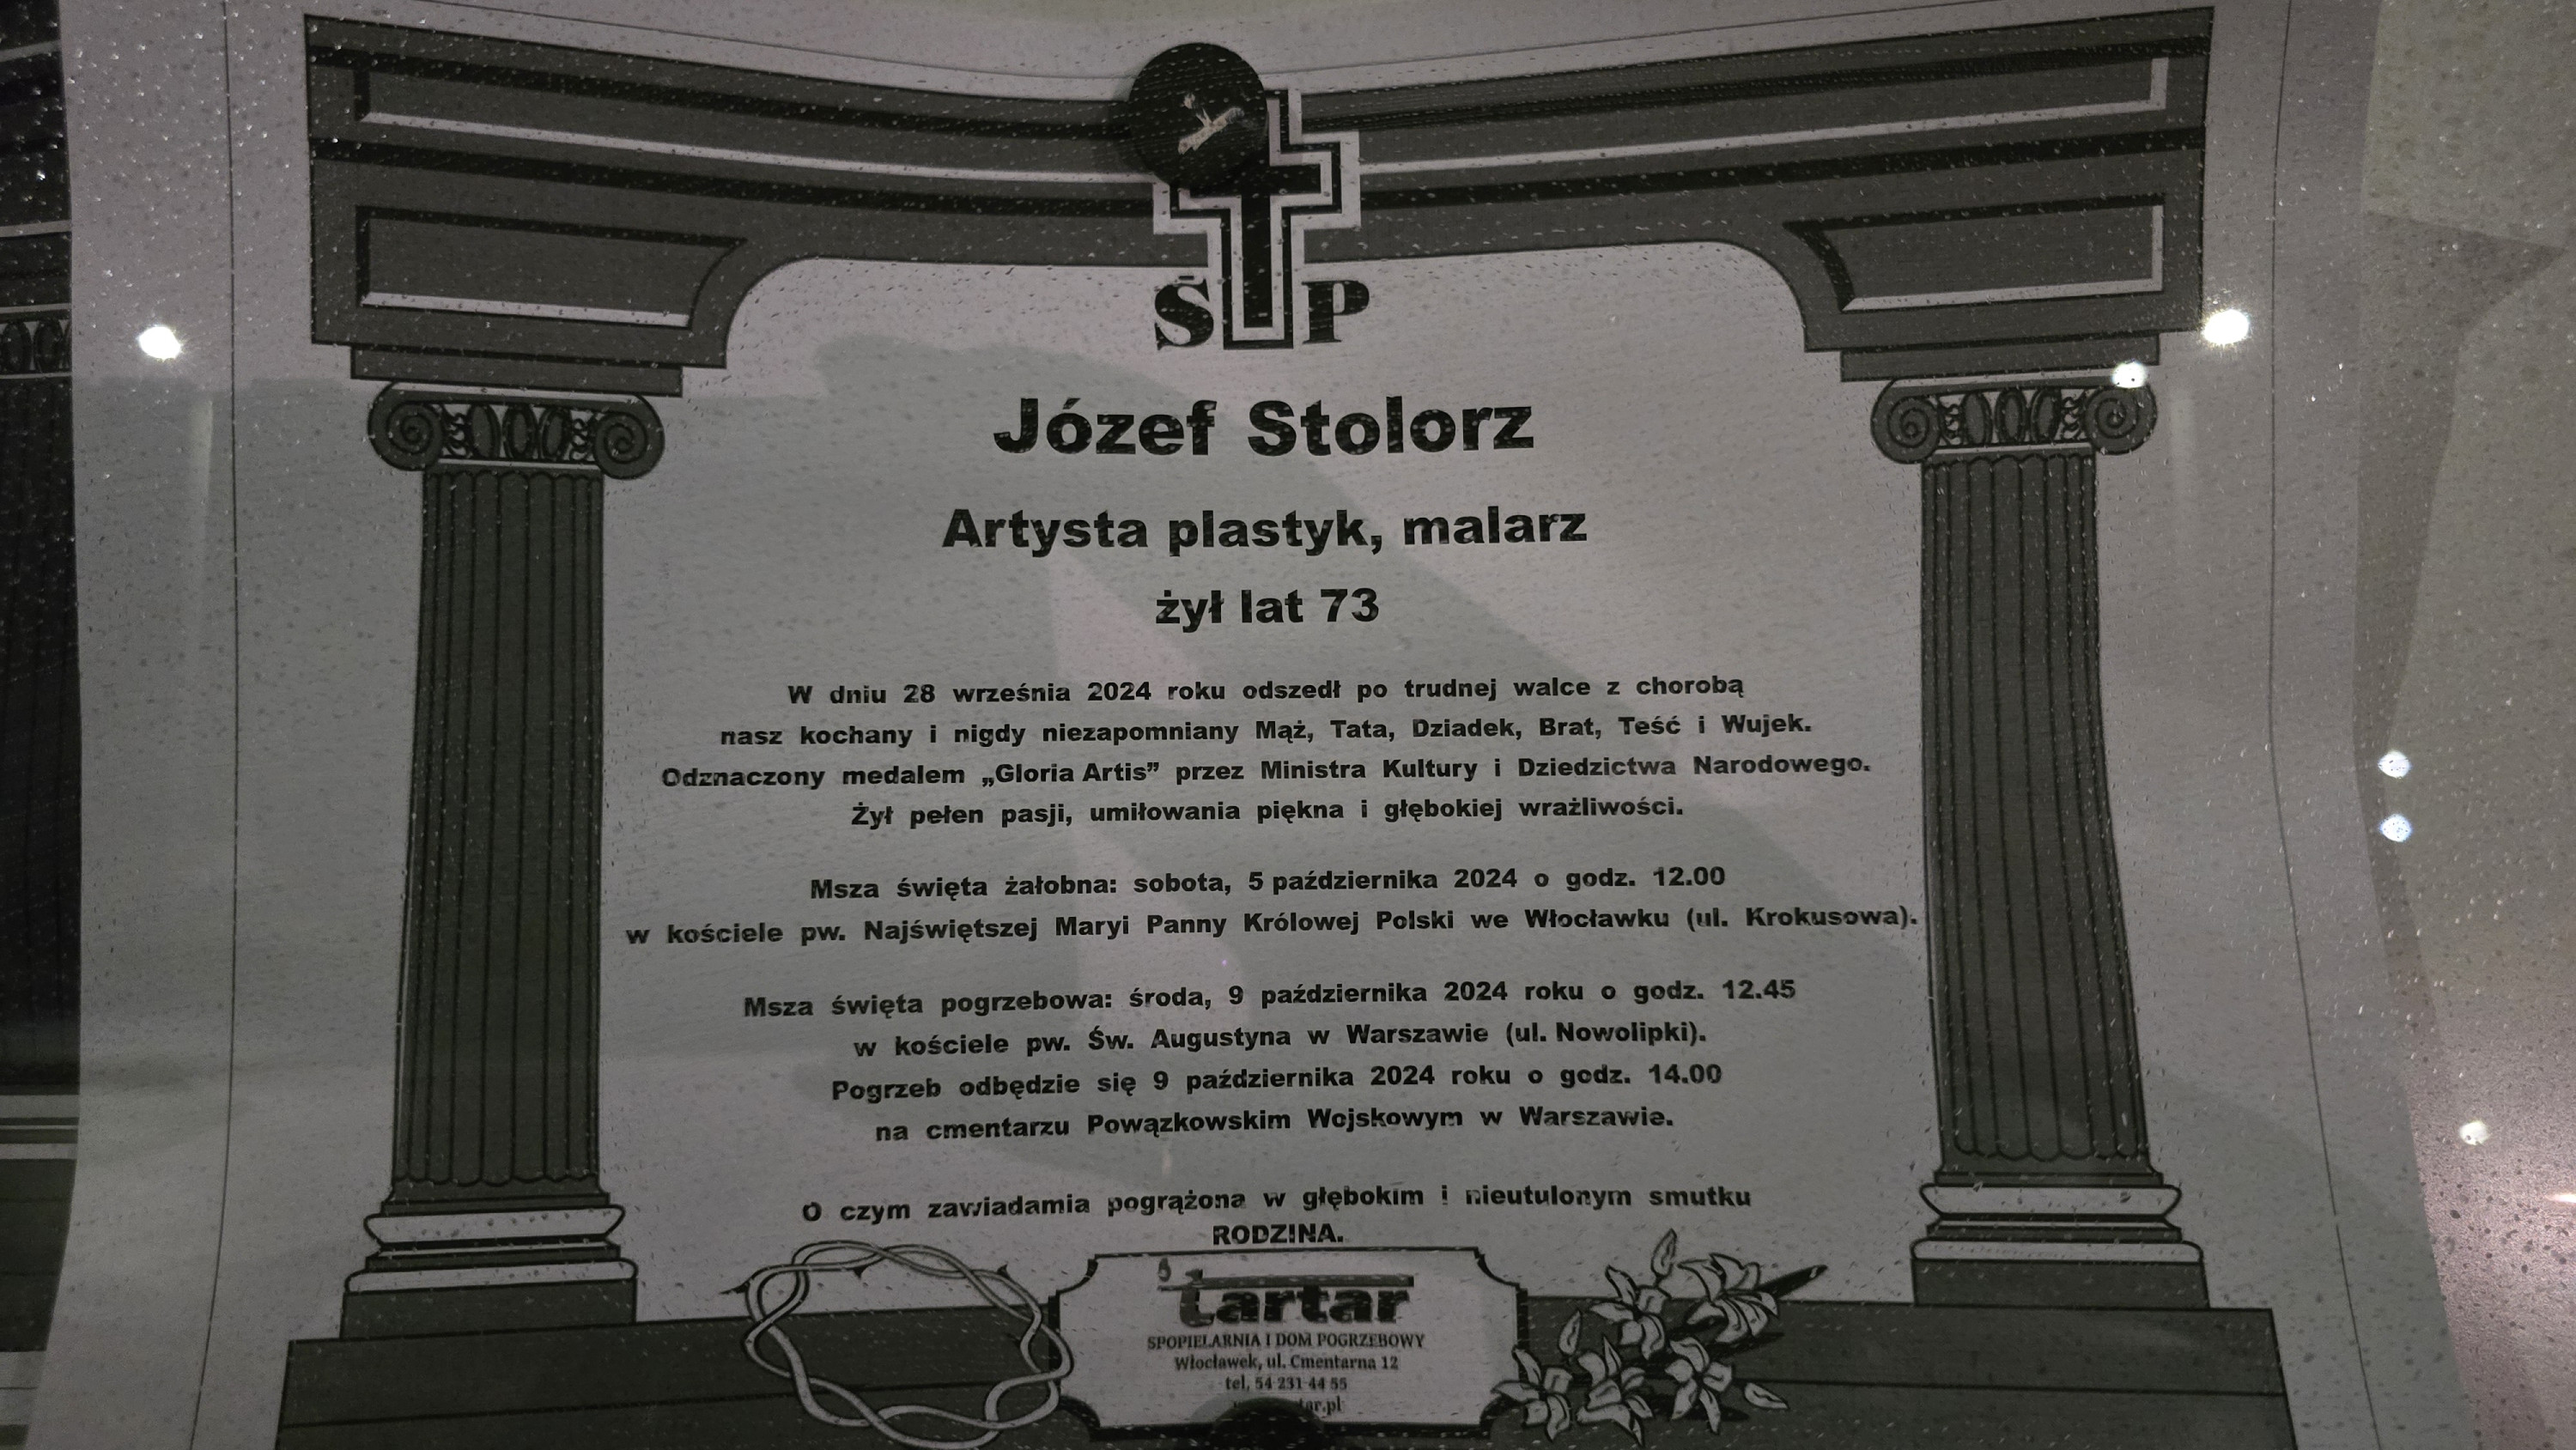 Ś P
Józef Stolorz
Artysta plastyk, malarz
żył lat 73
W dniu 28 września 2024 roku odszedł po trudnej walce z chorobą
nasz kochany i nigdy niezapomniany Mąż, Tata, Dziadek, Brat, Teść i Wujek.
Odznaczony medalem „Gloria Artis” przez Ministra Kultury i Dziedzictwa Narodowego.
Żył pełen pasji, umiłowania piękna i głębokiej wrażliwości.
Msza święta żałobna: sobota, 5 października 2024 o godz. 12.00
w kościele pw. Najświętszej Maryi Panny Królowej Polski we Włocławku (ul. Krokusowa).
Msza święta pogrzebowa: środa, 9 października 2024 roku o godz. 12.45
w kościele pw. Św. Augustyna w Warszawie (ul. Nowolipki).
Pogrzeb odbędzie się 9 października 2024 roku o godz. 14.00
na cmentarzu Powązkowskim Wojskowym w Warszawie.
O czym zawiadamia pogrążona w głębokim i nieutulonym smutku
RODZINA.
tartar
SPOPIELARNIA I DOM POGRZEBOWY
Włocławek, ul. Cmentarna 12
tel. 54 231 44 55